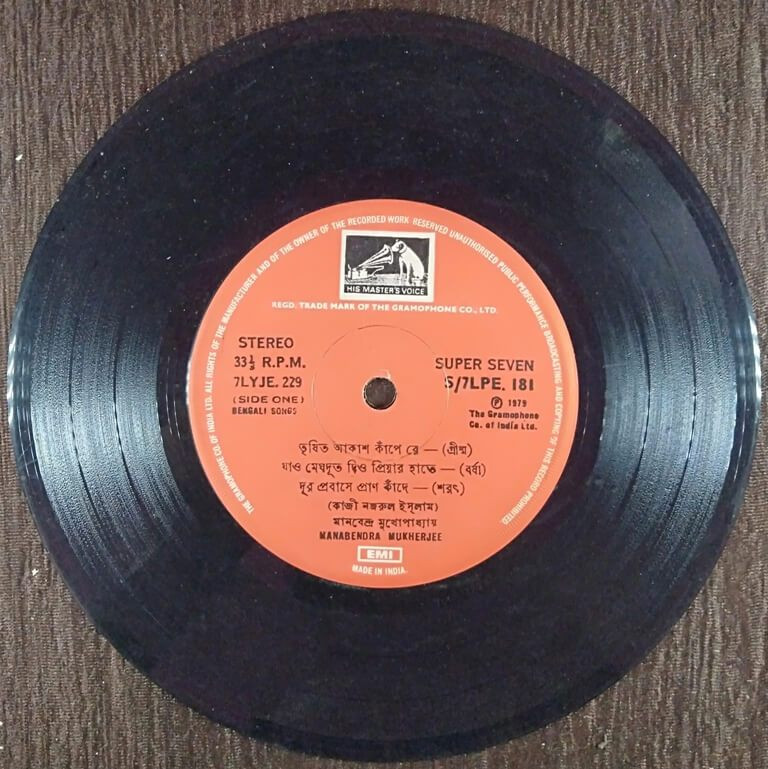 THE GRAMOPHONE CO. OF INDIA LTD. ALL RIGHTS OF THE MANUFACTURER AND OF THE OWNER OF THE RECORDED WORK RESERVED UNAUTHORISED PUBLIC PERFORMANCE BROADCASTING AND COPYING OF THIS RECORD PROHIBITED.
HIS MASTER'S VOICE
REGD. TRADE MARK OF THE GRAMOPHONE CO., LTD.
STEREO
33⅓ R.P.M.
7LYJE. 229
(SIDE ONE)
BENGALI SONGS
SUPER SEVEN
S/7LPE. 181
Ⓟ 1979
The Gramophone
Co. of India Ltd.
তৃষিত আকাশ কাঁপে রে — (গ্রীষ্ম)
যাও মেঘদূত দিও প্রিয়ার হাতে — (বর্ষা)
দূর প্রবাসে প্রাণ কাঁদে — (শরৎ)
(কাজী নজরুল ইসলাম)
মানবেন্দ্র মুখোপাধ্যায়
MANABENDRA MUKHERJEE
EMI
MADE IN INDIA.